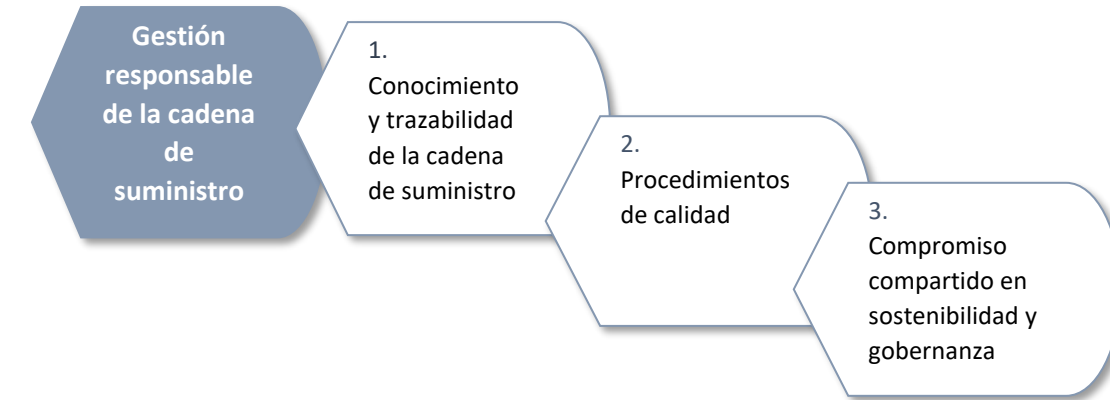 Gestión
responsable
de la cadena
de
suministro
1.
Conocimiento
y trazabilidad
de la cadena
de suministro
2.
Procedimientos
de calidad
3.
Compromiso
compartido en
sostenibilidad y
gobernanza